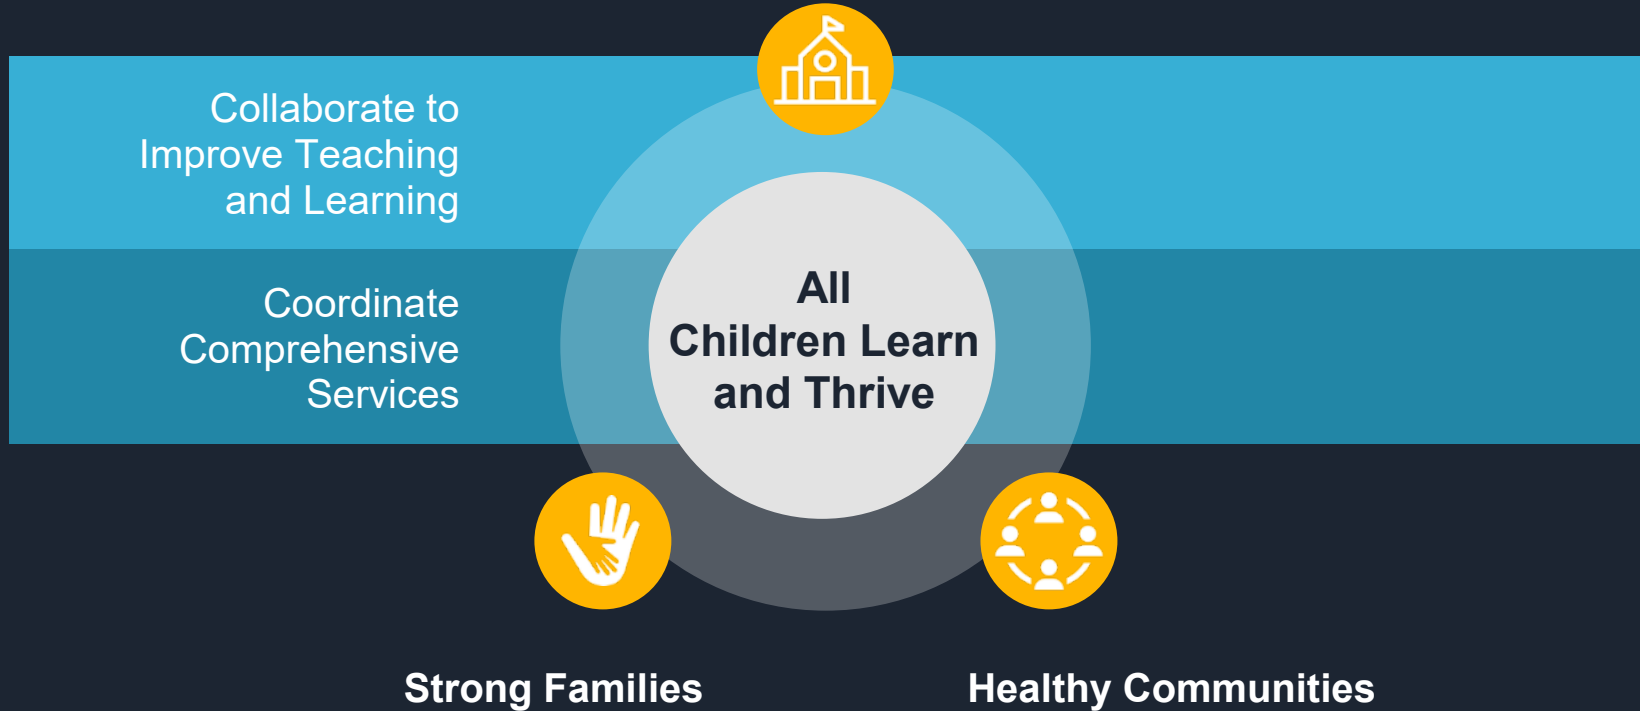 Collaborate to
Improve Teaching
and Learning
Coordinate
Comprehensive
Services
All
Children Learn
and Thrive
Strong Families
Healthy Communities